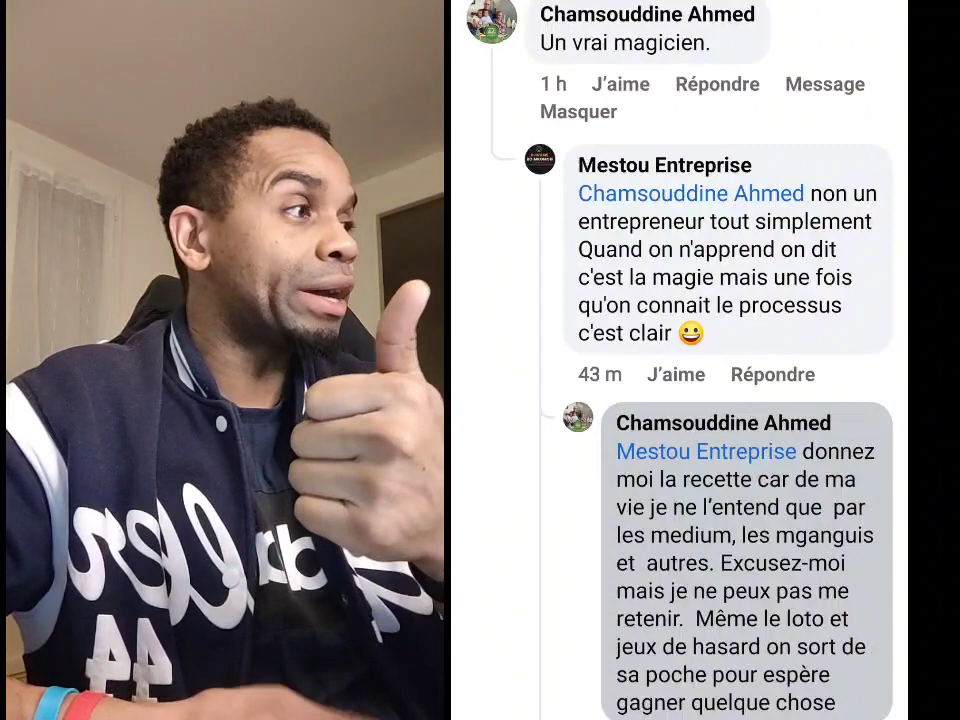 Chamsouddine Ahmed
Un vrai magicien.
1 h J’aime Répondre Message
Masquer
Mestou Entreprise
Chamsouddine Ahmed non un
entrepreneur tout simplement
Quand on n'apprend on dit
c'est la magie mais une fois
qu'on connait le processus
c'est clair 😀
43 m J’aime Répondre
Chamsouddine Ahmed
Mestou Entreprise donnez
moi la recette car de ma
vie je ne l’entend que par
les medium, les mganguis
et autres. Excusez-moi
mais je ne peux pas me
retenir. Même le loto et
jeux de hasard on sort de
sa poche pour espère
gagner quelque chose